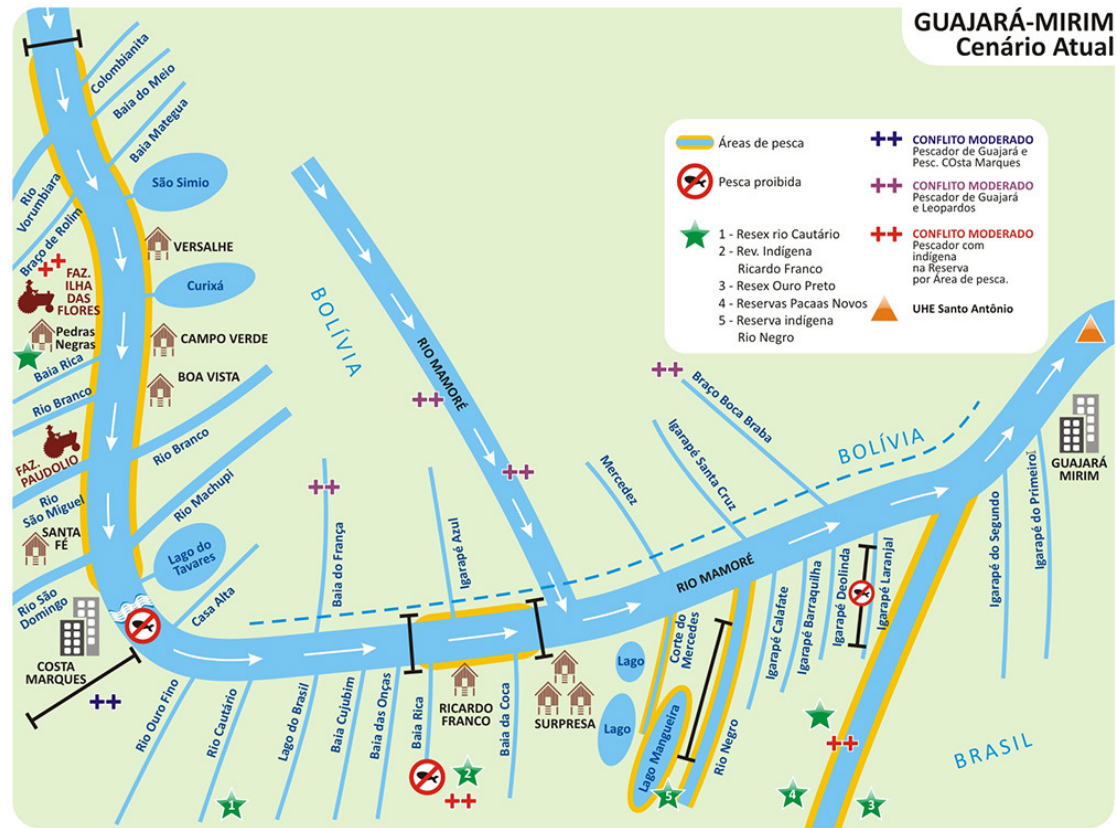 GUAJARÁ-MIRIM
Cenário Atual
Áreas de pesca
Pesca proibida
1 - Resex rio Cautário
2 - Rev. Indígena
Ricardo Franco
3 - Resex Ouro Preto
4 - Reservas Pacaas Novos
5 - Reserva indígena
Rio Negro
CONFLITO MODERADO
Pescador de Guajará e
Pesc. COsta Marques
CONFLITO MODERADO
Pescador de Guajará
e Leopardos
CONFLITO MODERADO
Pescador com
indígena
na Reserva
por Área de pesca.
UHE Santo Antônio
Colombianita
Baia do Meio
Baia Mategua
Rio
Vorumbiara
São Simio
Braço de Rolim
VERSALHE
FAZ.
ILHA
DAS
FLORES
Curixá
Pedras
Negras
CAMPO VERDE
Baia Rica
BOA VISTA
Rio Branco
FAZ.
PAUDOLIO
Rio Branco
Rio
São Miguel
Rio Machupi
SANTA
FÉ
Lago do
Tavares
Rio São
Domingo
Casa Alta
COSTA
MARQUES
BOLÍVIA
RIO MAMORÉ
Baia do França
Igarapé Azul
Mercedez
Igarapé Santa Cruz
Braço Boca Braba
BOLÍVIA
GUAJARÁ
MIRIM
RIO MAMORÉ
Rio Ouro Fino
Rio Cautário
Lago do Brasil
Baia Cujubim
Baia das Onças
Baia Rica
RICARDO
FRANCO
Baia da Coca
SURPRESA
Lago
Lago
Corte do
Mercedes
Lago Mangueira
Rio Negro
Igarapé Calafate
Igarapé Barraquilha
Igarapé Deolinda
Igarapé Laranjal
Igarapé do Segundo
Igarapé do Primeiro
BRASIL
1
2
5
4
3